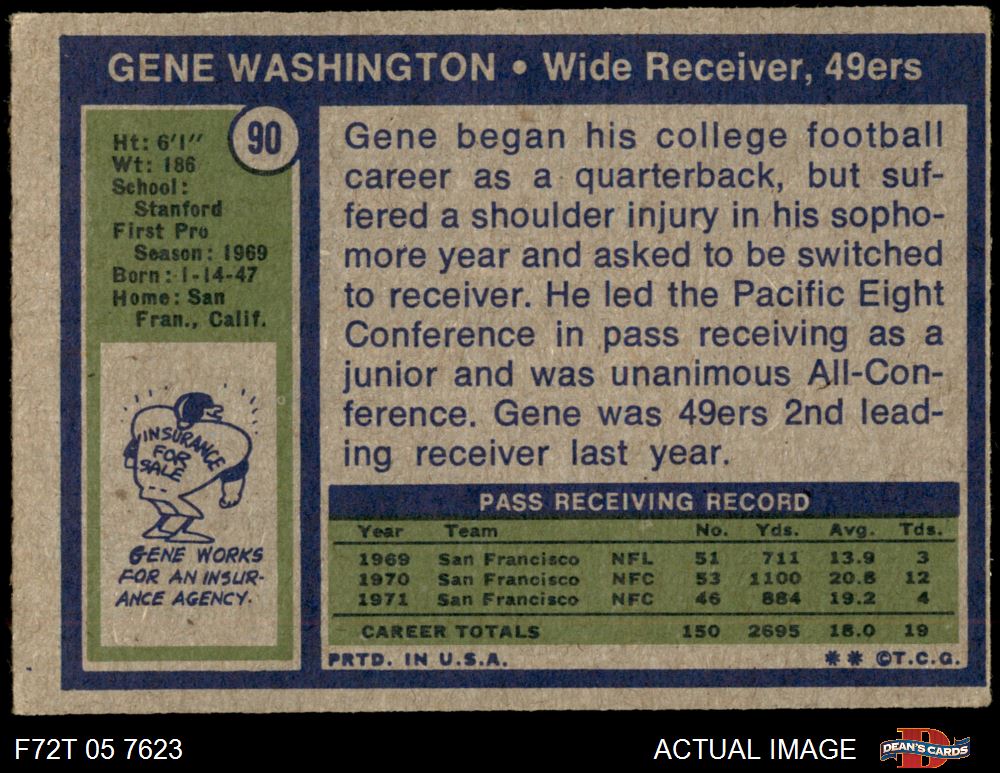 GENE WASHINGTON • Wide Receiver, 49ers
90
Ht: 6'1"
Wt: 186
School:
Stanford
First Pro
Season: 1969
Born: 1-14-47
Home: San
Fran., Calif.
INSURANCE
FOR
SALE
GENE WORKS
FOR AN INSUR-
ANCE AGENCY.
Gene began his college football
career as a quarterback, but suf-
fered a shoulder injury in his sopho-
more year and asked to be switched
to receiver. He led the Pacific Eight
Conference in pass receiving as a
junior and was unanimous All-Con-
ference. Gene was 49ers 2nd lead-
ing receiver last year.
PASS RECEIVING RECORD
Year Team No. Yds. Avg. Tds.
1969 San Francisco NFL 51 711 13.9 3
1970 San Francisco NFC 53 1100 20.8 12
1971 San Francisco NFC 46 884 19.2 4
CAREER TOTALS 150 2695 18.0 19
PRTD. IN U.S.A. ** ©T.C.G.
F72T 05 7623 ACTUAL IMAGE DEAN'S CARDS